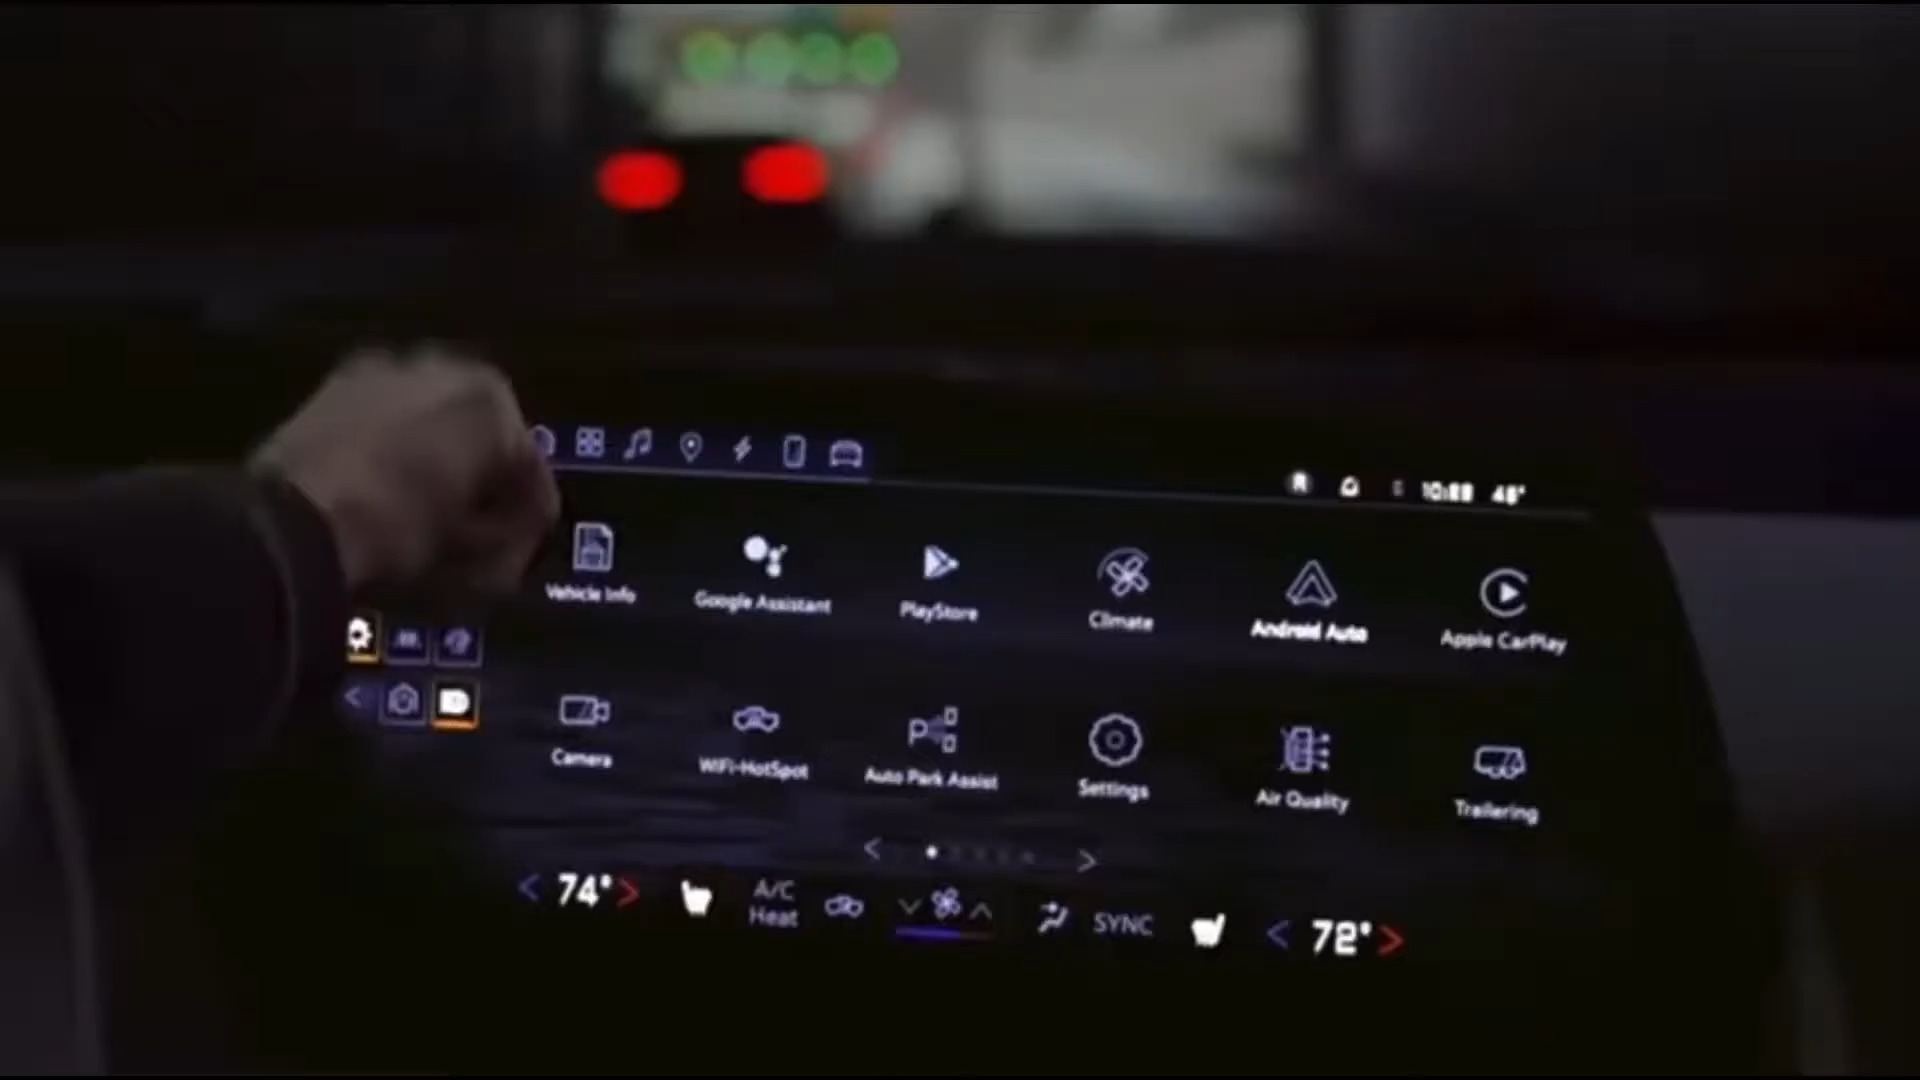 Vehicle Info
Google Assistant
PlayStore
Climate
Android Auto
Apple CarPlay
Camera
WiFi-HotSpot
Auto Park Assist
Settings
Air Quality
Trailering
74°
A/C
Heat
SYNC
72°